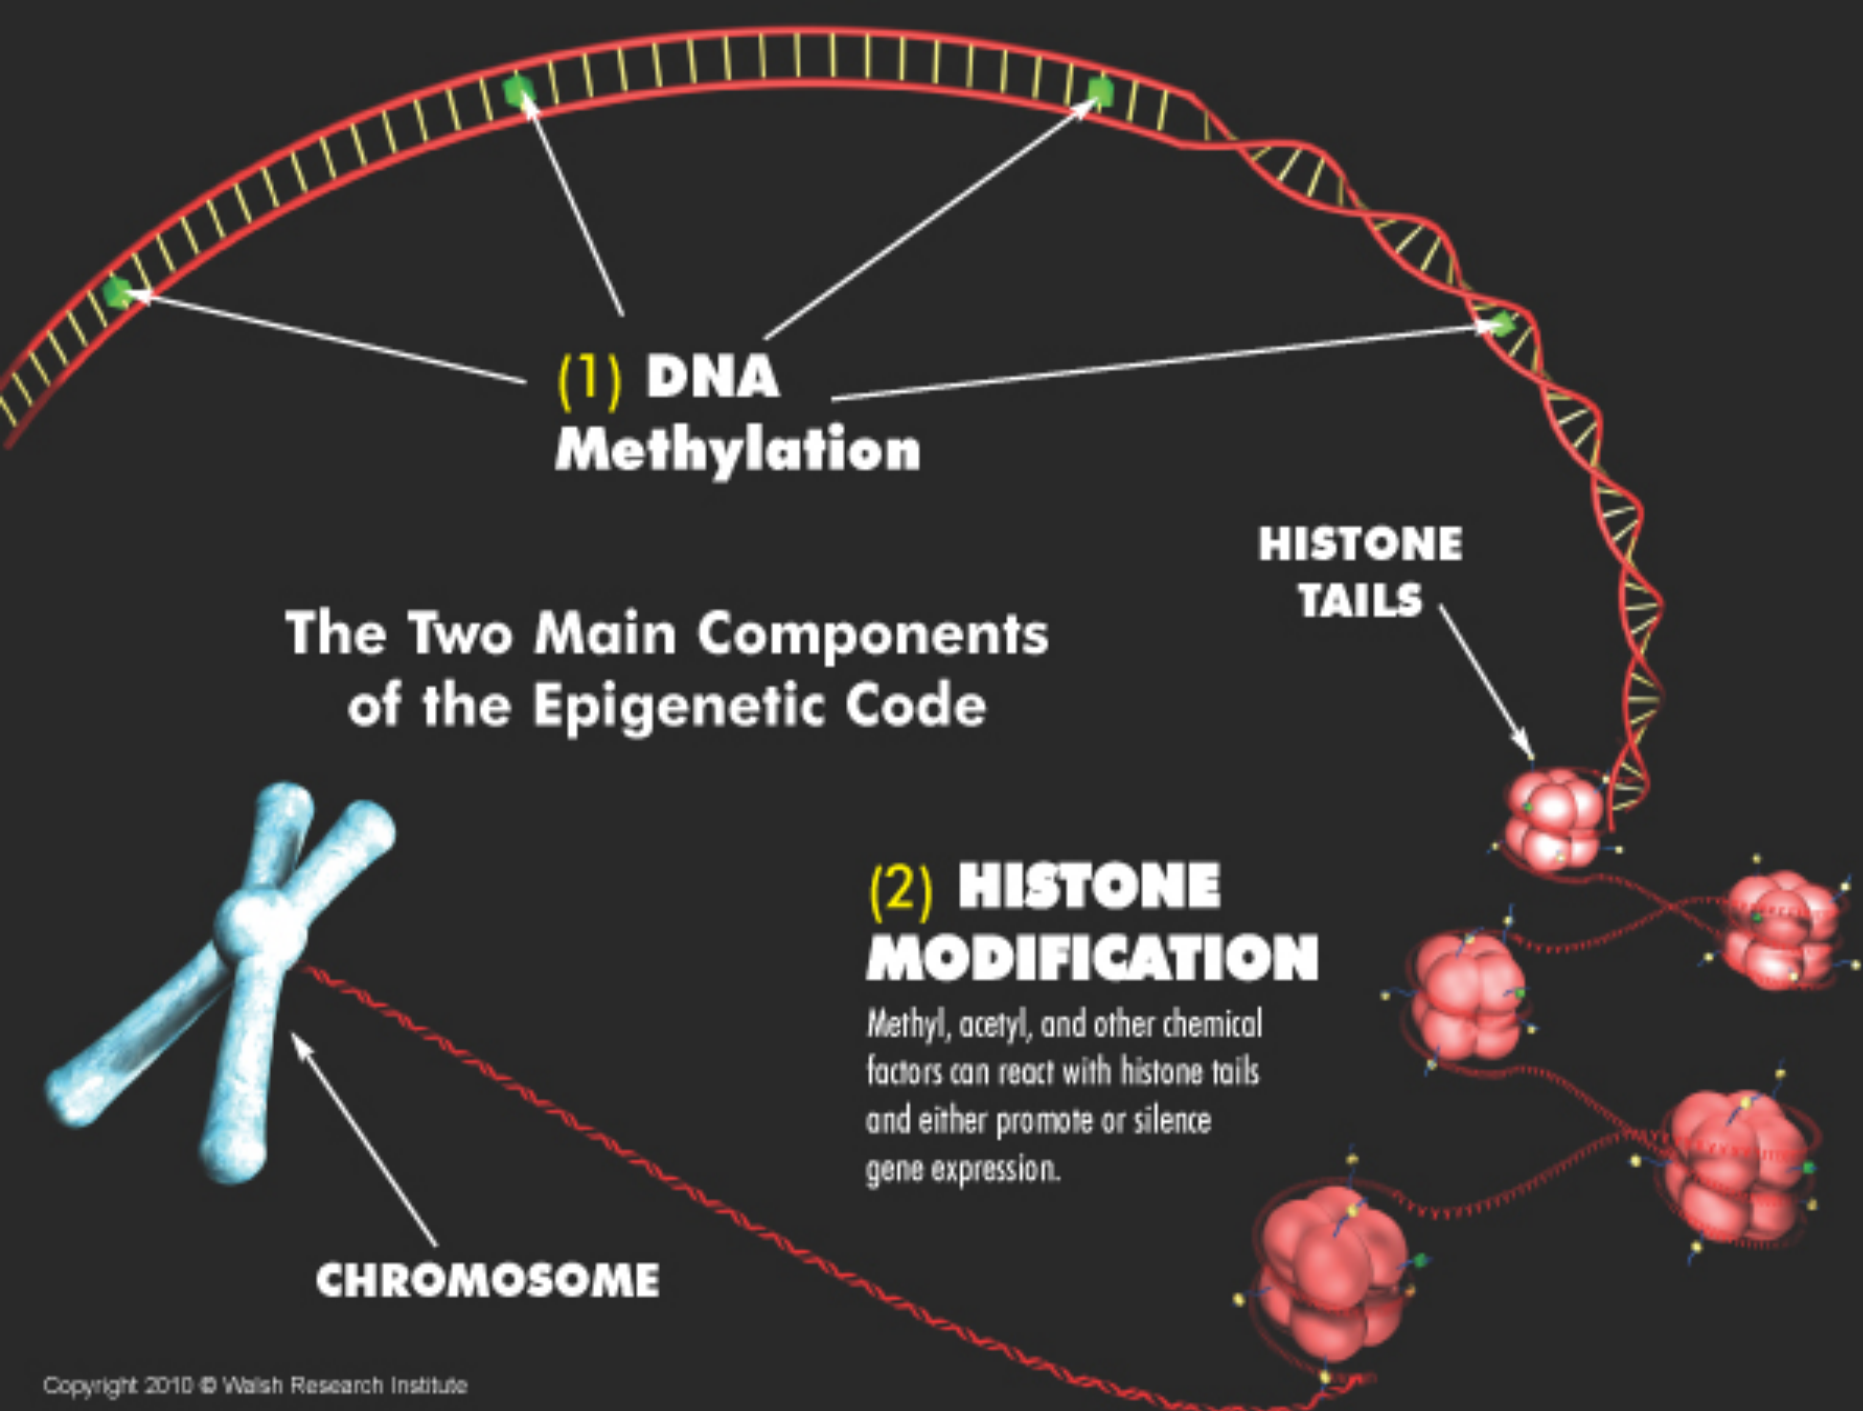 (1) DNA
Methylation
HISTONE
TAILS
The Two Main Components
of the Epigenetic Code
(2) HISTONE
MODIFICATION
Methyl, acetyl, and other chemical
factors can react with histone tails
and either promote or silence
gene expression.
CHROMOSOME
Copyright 2010 © Walsh Research Institute